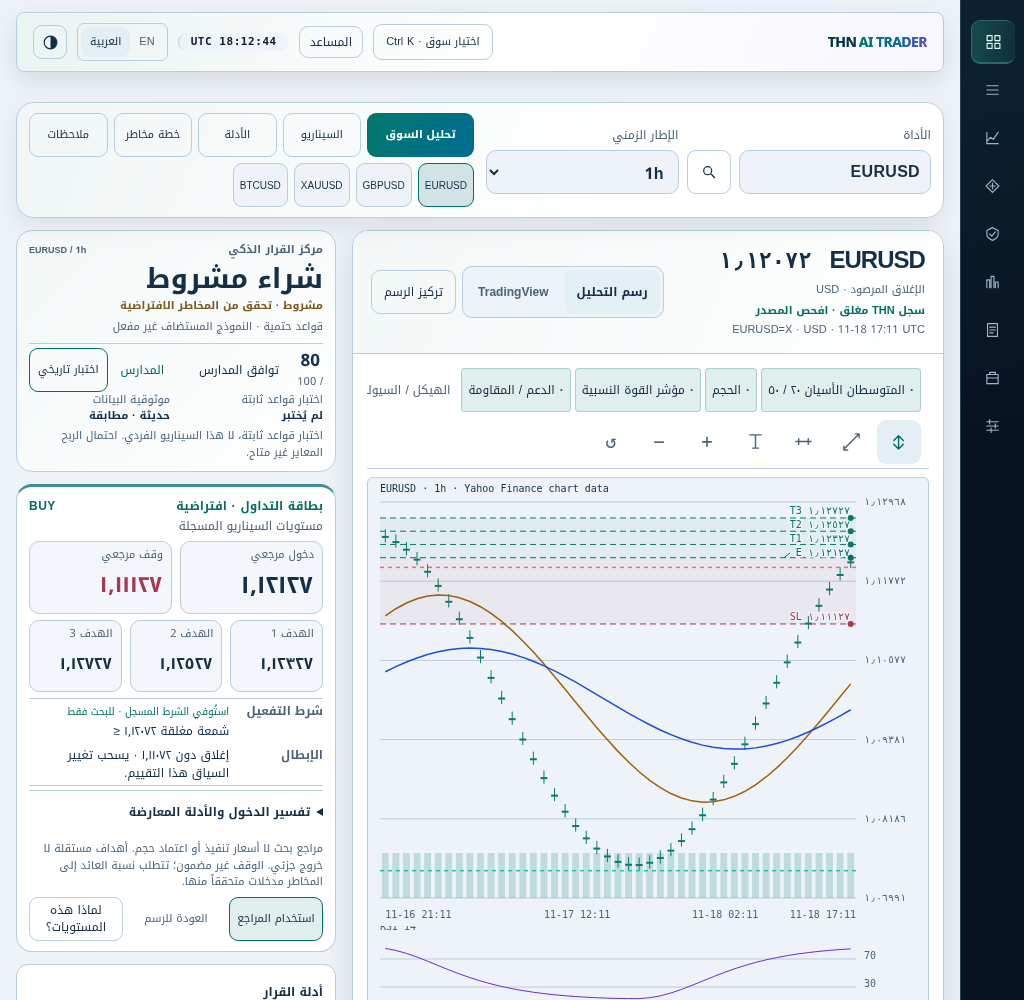 THN AI TRADER
اختيار سوق · Ctrl K
المساعد
UTC 18:12:44
EN
العربية
الأداة
EURUSD
الإطار الزمني
1h
تحليل السوق
السيناريو
الأدلة
خطة مخاطر
ملاحظات
EURUSD
GBPUSD
XAUUSD
BTCUSD
EURUSD ١٫١٢٠٧٢
الإغلاق المرصود · USD
سجل THN مغلق · افحص المصدر
EURUSD=X · USD · 11-18 17:11 UTC
رسم التحليل
TradingView
تركيز الرسم
· المتوسطان الأسيان ٢٠ / ٥٠
· مؤشر القوة النسبية
· الحجم
· الدعم / المقاومة
الهيكل / السيول
EURUSD · 1h · Yahoo Finance chart data
T3 ١٫١٢٧٢٧
T2 ١٫١٢٥٢٧
T1 ١٫١٢٣٢٧
E ١٫١٢١٢٧
SL ١٫١١١٢٧
١٫١٢٩٦٨
١٫١١٧٧٢
١٫١٠٥٧٧
١٫٠٩٣٨١
١٫٠٨١٨٦
١٫٠٦٩٩١
11-16 21:11
11-17 12:11
11-18 02:11
11-18 17:11
RSI 14
70
30
مركز القرار الذكي
EURUSD / 1h
شراء مشروط
مشروط · تحقق من المخاطر الافتراضية
قواعد حتمية · النموذج المستضاف غير مفعل
80
/ 100
توافق المدارس
المدارس
اختبار تاريخي
اختبار قواعد ثابتة
لم يُختبر
موثوقية البيانات
حديثة · مطابقة
اختبار قواعد ثابتة، لا هذا السيناريو الفردي. احتمال الربح
المعاير غير متاح.
بطاقة التداول · افتراضية
BUY
مستويات السيناريو المسجلة
دخول مرجعي
١,١٢١٢٧
وقف مرجعي
١,١١١٢٧
الهدف 1
١,١٢٣٢٧
الهدف 2
١,١٢٥٢٧
الهدف 3
١,١٢٧٢٧
شرط التفعيل
استُوفي الشرط المسجل · للبحث فقط
شمعة مغلقة ١,١٢٠٧٢ ≤
الإبطال
إغلاق دون ١,١١٠٧٢ · يسحب تغيير
السياق هذا التقييم.
تفسير الدخول والأدلة المعارضة
مراجع بحث لا أسعار تنفيذ أو اعتماد حجم. أهداف مستقلة لا
خروج جزئي. الوقف غير مضمون؛ تتطلب نسبة العائد إلى
المخاطر مدخلات متحققاً منها.
استخدام المراجع
العودة للرسم
لماذا هذه
المستويات؟
أدلة القرار